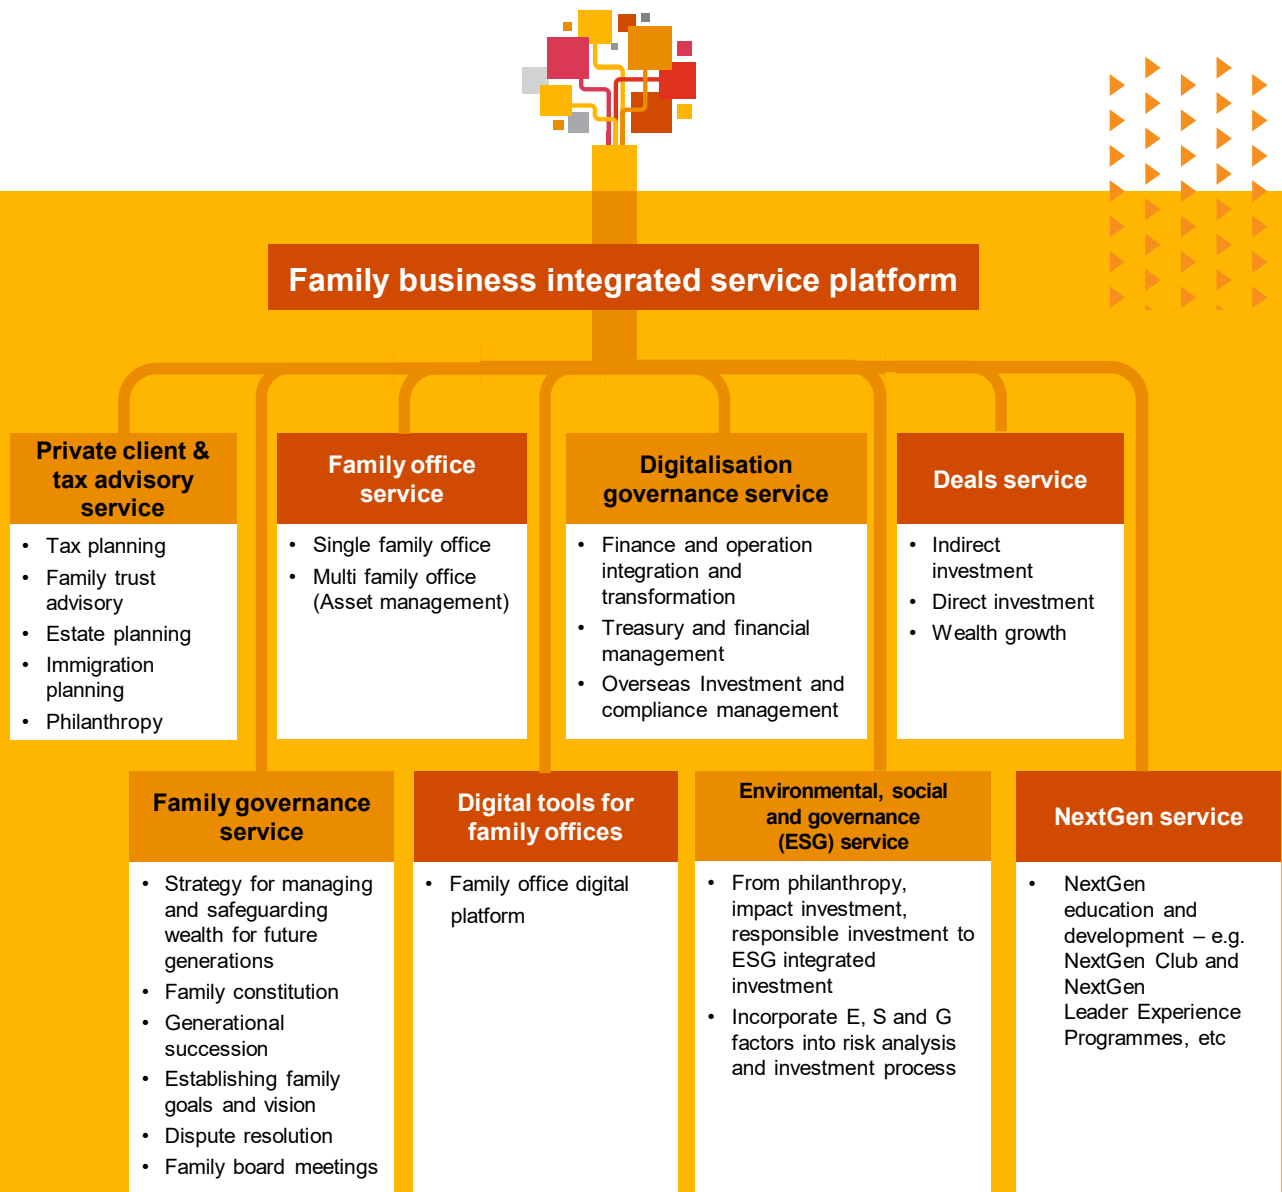 Family business integrated service platform
Private client &
tax advisory
service
• Tax planning
• Family trust
advisory
• Estate planning
• Immigration
planning
• Philanthropy
Family office
service
• Single family office
• Multi family office
(Asset management)
Digitalisation
governance service
• Finance and operation
integration and
transformation
• Treasury and financial
management
• Overseas Investment and
compliance management
Deals service
• Indirect
investment
• Direct investment
• Wealth growth
Family governance
service
• Strategy for managing
and safeguarding
wealth for future
generations
• Family constitution
• Generational
succession
• Establishing family
goals and vision
• Dispute resolution
• Family board meetings
Digital tools for
family offices
• Family office digital
platform
Environmental, social
and governance
(ESG) service
• From philanthropy,
impact investment,
responsible investment to
ESG integrated
investment
• Incorporate E, S and G
factors into risk analysis
and investment process
NextGen service
• NextGen
education and
development – e.g.
NextGen Club and
NextGen
Leader Experience
Programmes, etc